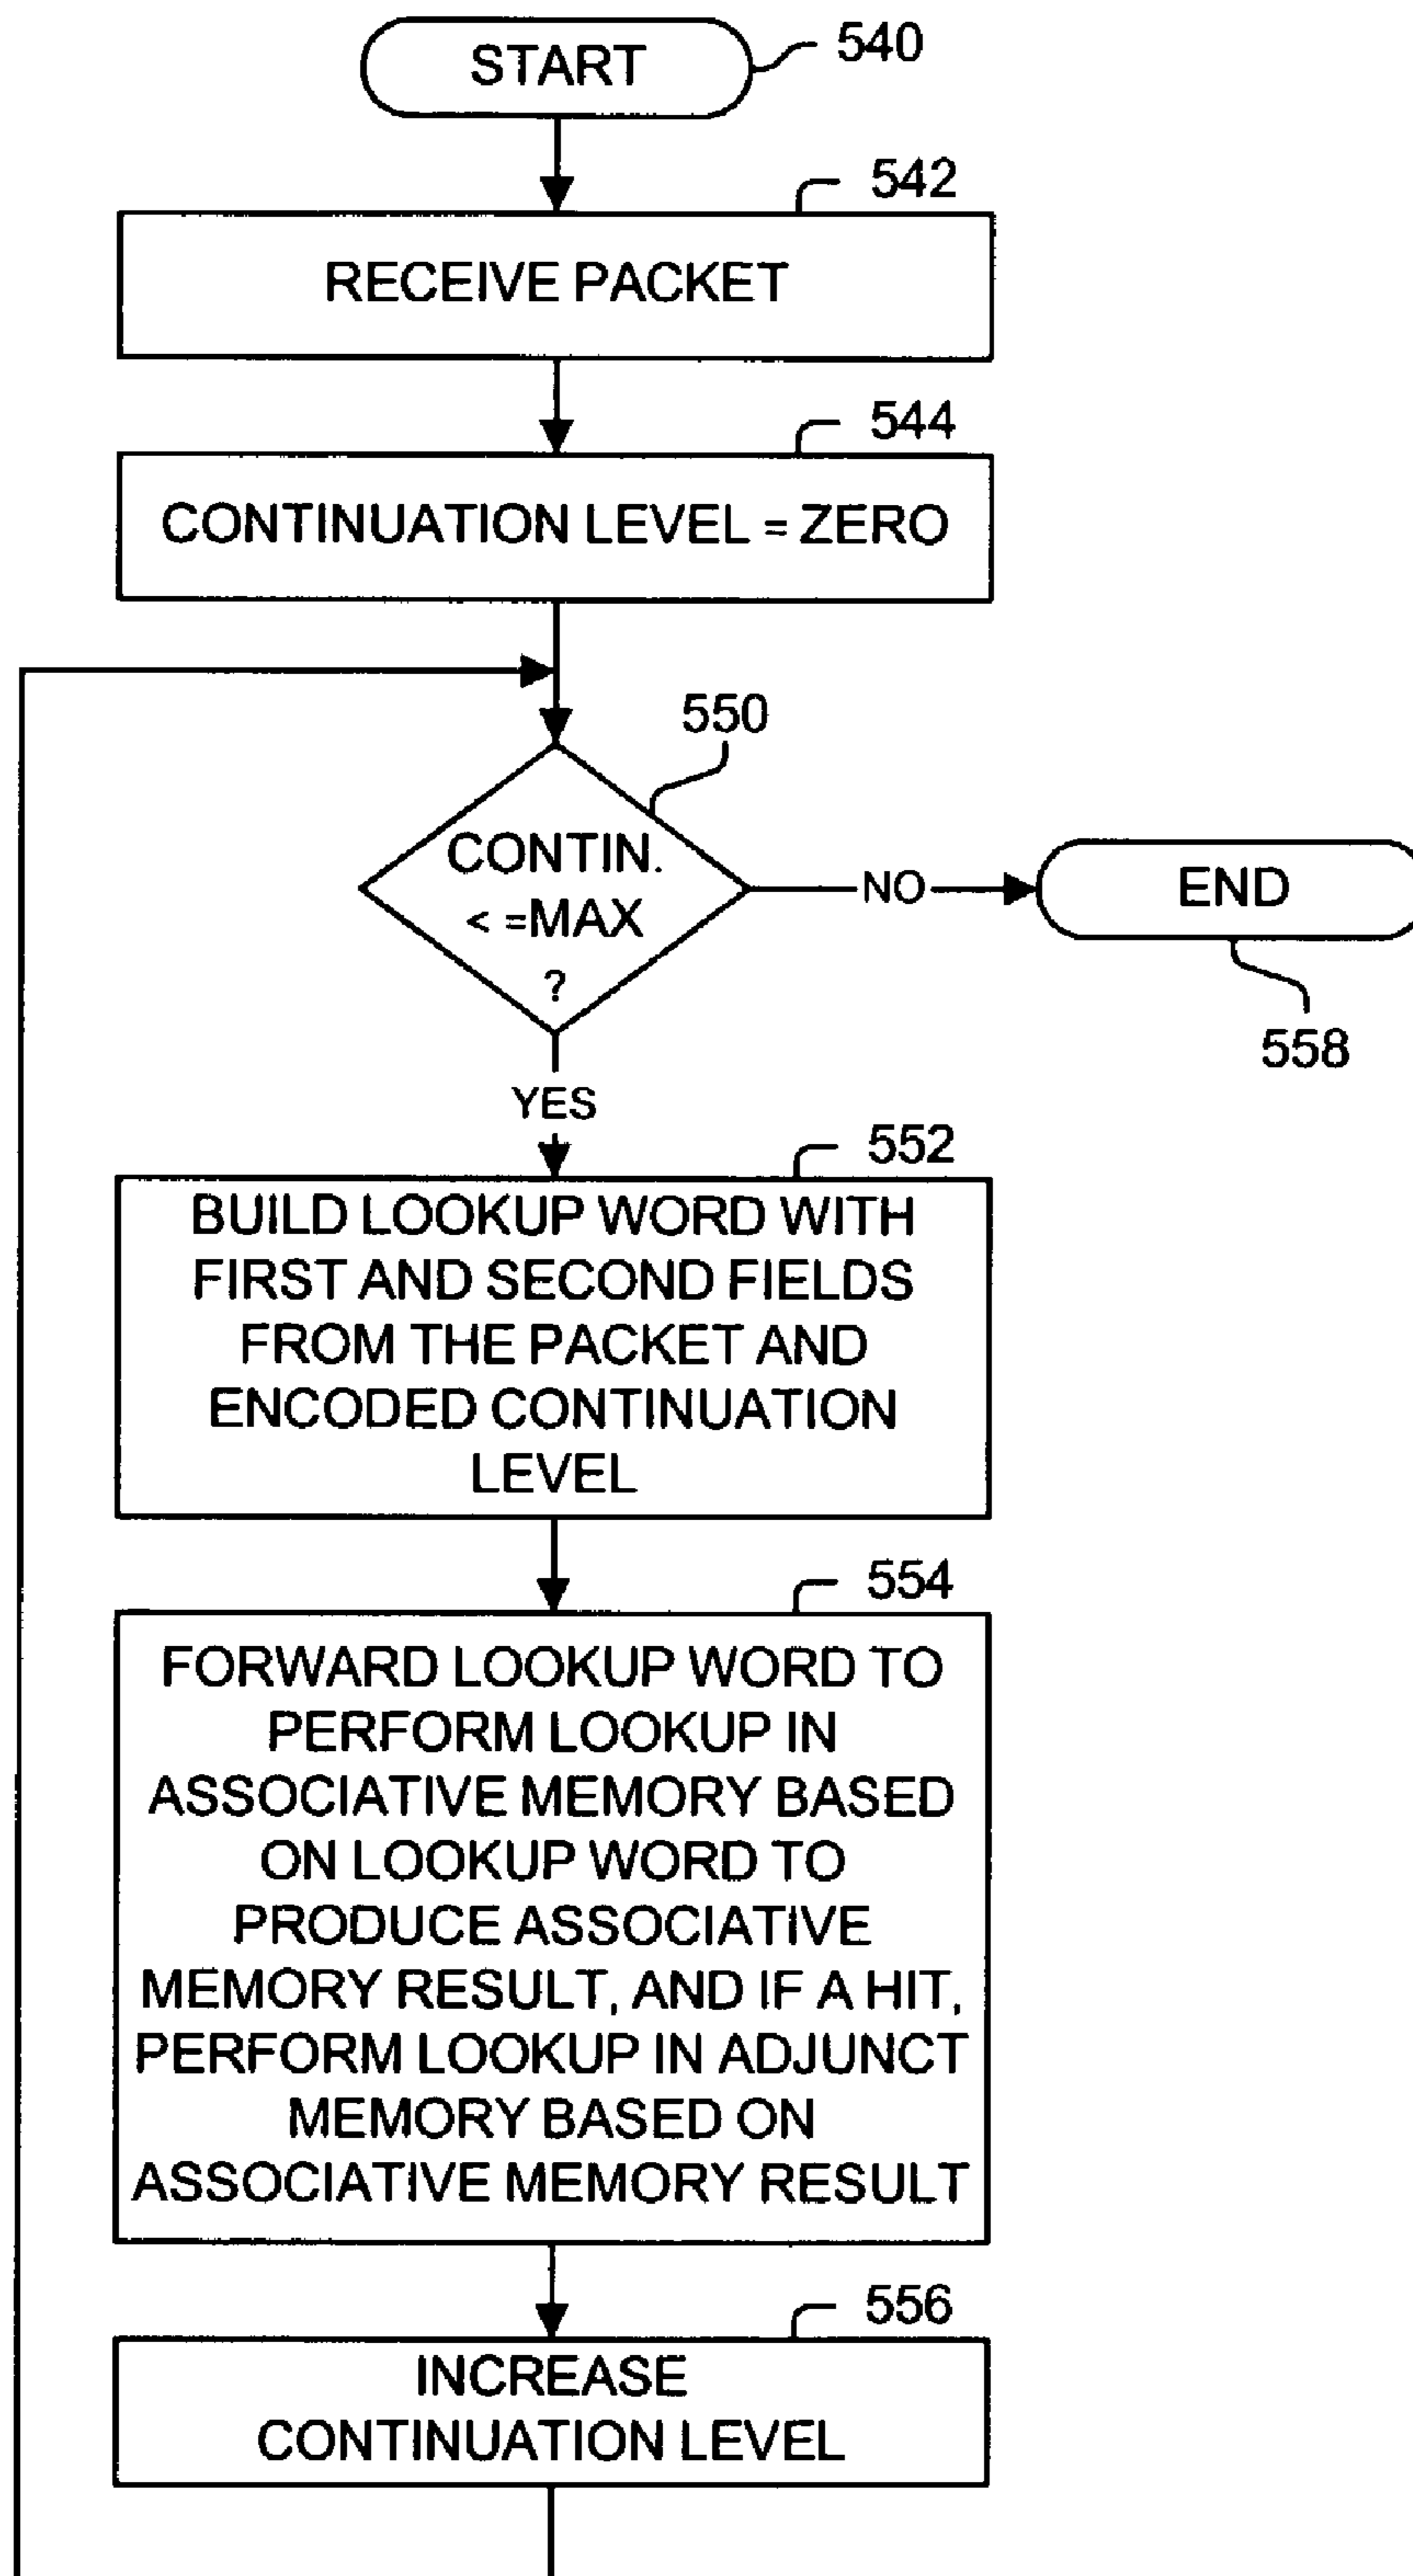 START
540
542
RECEIVE PACKET
544
CONTINUATION LEVEL = ZERO
550
CONTIN.
< =MAX
?
NO
END
558
YES
552
BUILD LOOKUP WORD WITH
FIRST AND SECOND FIELDS
FROM THE PACKET AND
ENCODED CONTINUATION
LEVEL
554
FORWARD LOOKUP WORD TO
PERFORM LOOKUP IN
ASSOCIATIVE MEMORY BASED
ON LOOKUP WORD TO
PRODUCE ASSOCIATIVE
MEMORY RESULT, AND IF A HIT,
PERFORM LOOKUP IN ADJUNCT
MEMORY BASED ON
ASSOCIATIVE MEMORY RESULT
556
INCREASE
CONTINUATION LEVEL